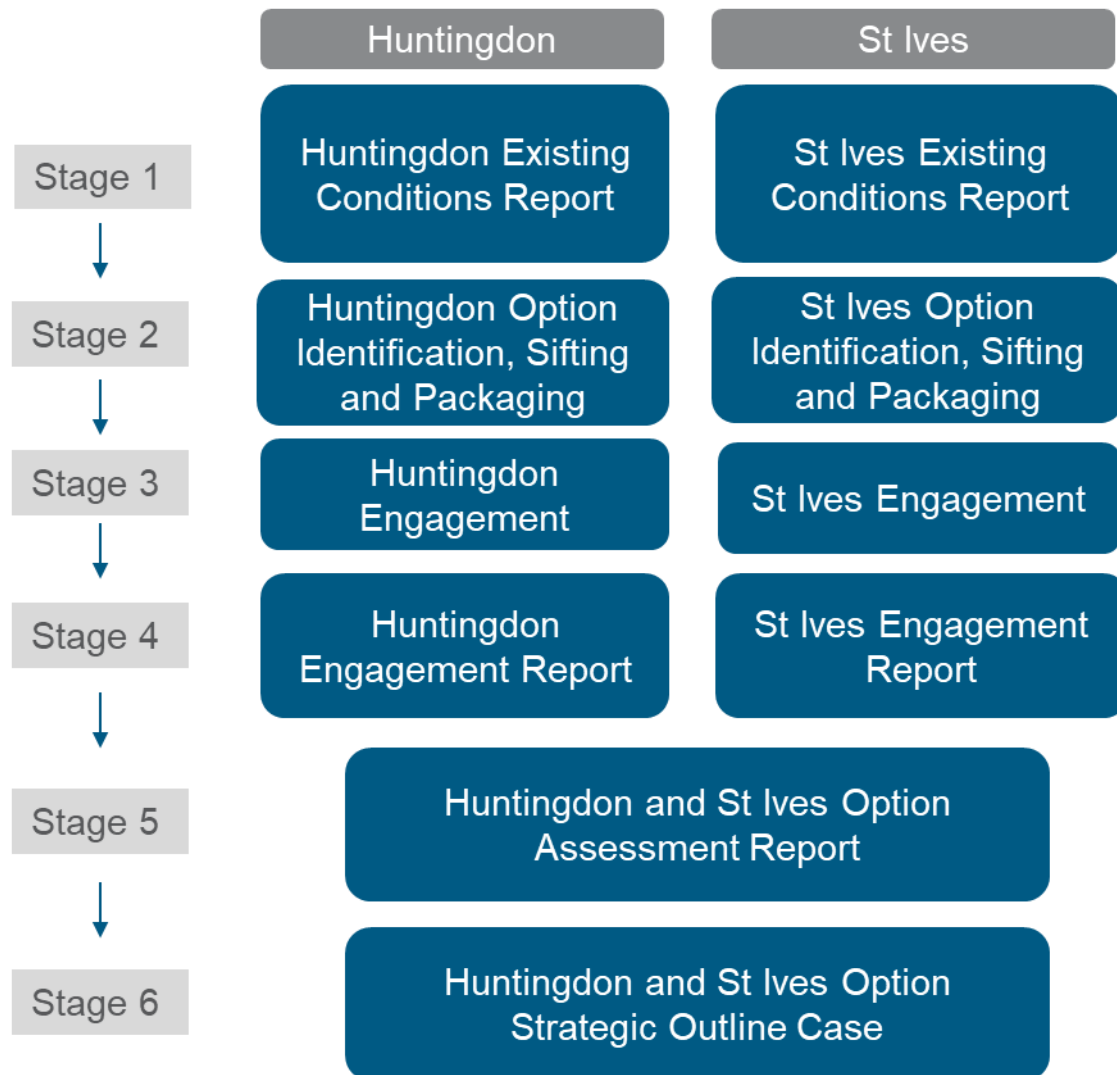 Huntingdon
St Ives
Stage 1
Huntingdon Existing
Conditions Report
St Ives Existing
Conditions Report
Stage 2
Huntingdon Option
Identification, Sifting
and Packaging
St Ives Option
Identification, Sifting
and Packaging
Stage 3
Huntingdon
Engagement
St Ives Engagement
Stage 4
Huntingdon
Engagement Report
St Ives Engagement
Report
Stage 5
Huntingdon and St Ives Option
Assessment Report
Stage 6
Huntingdon and St Ives Option
Strategic Outline Case